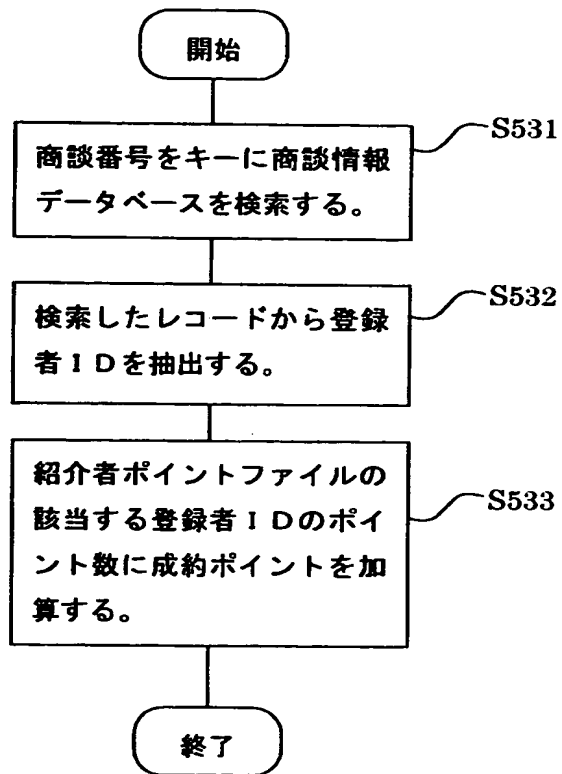 開始
S531
商談番号をキーに商談情報
データベースを検索する。
S532
検索したレコードから登録
者IDを抽出する。
S533
紹介者ポイントファイルの
該当する登録者IDのポイ
ント数に成約ポイントを加
算する。
終了